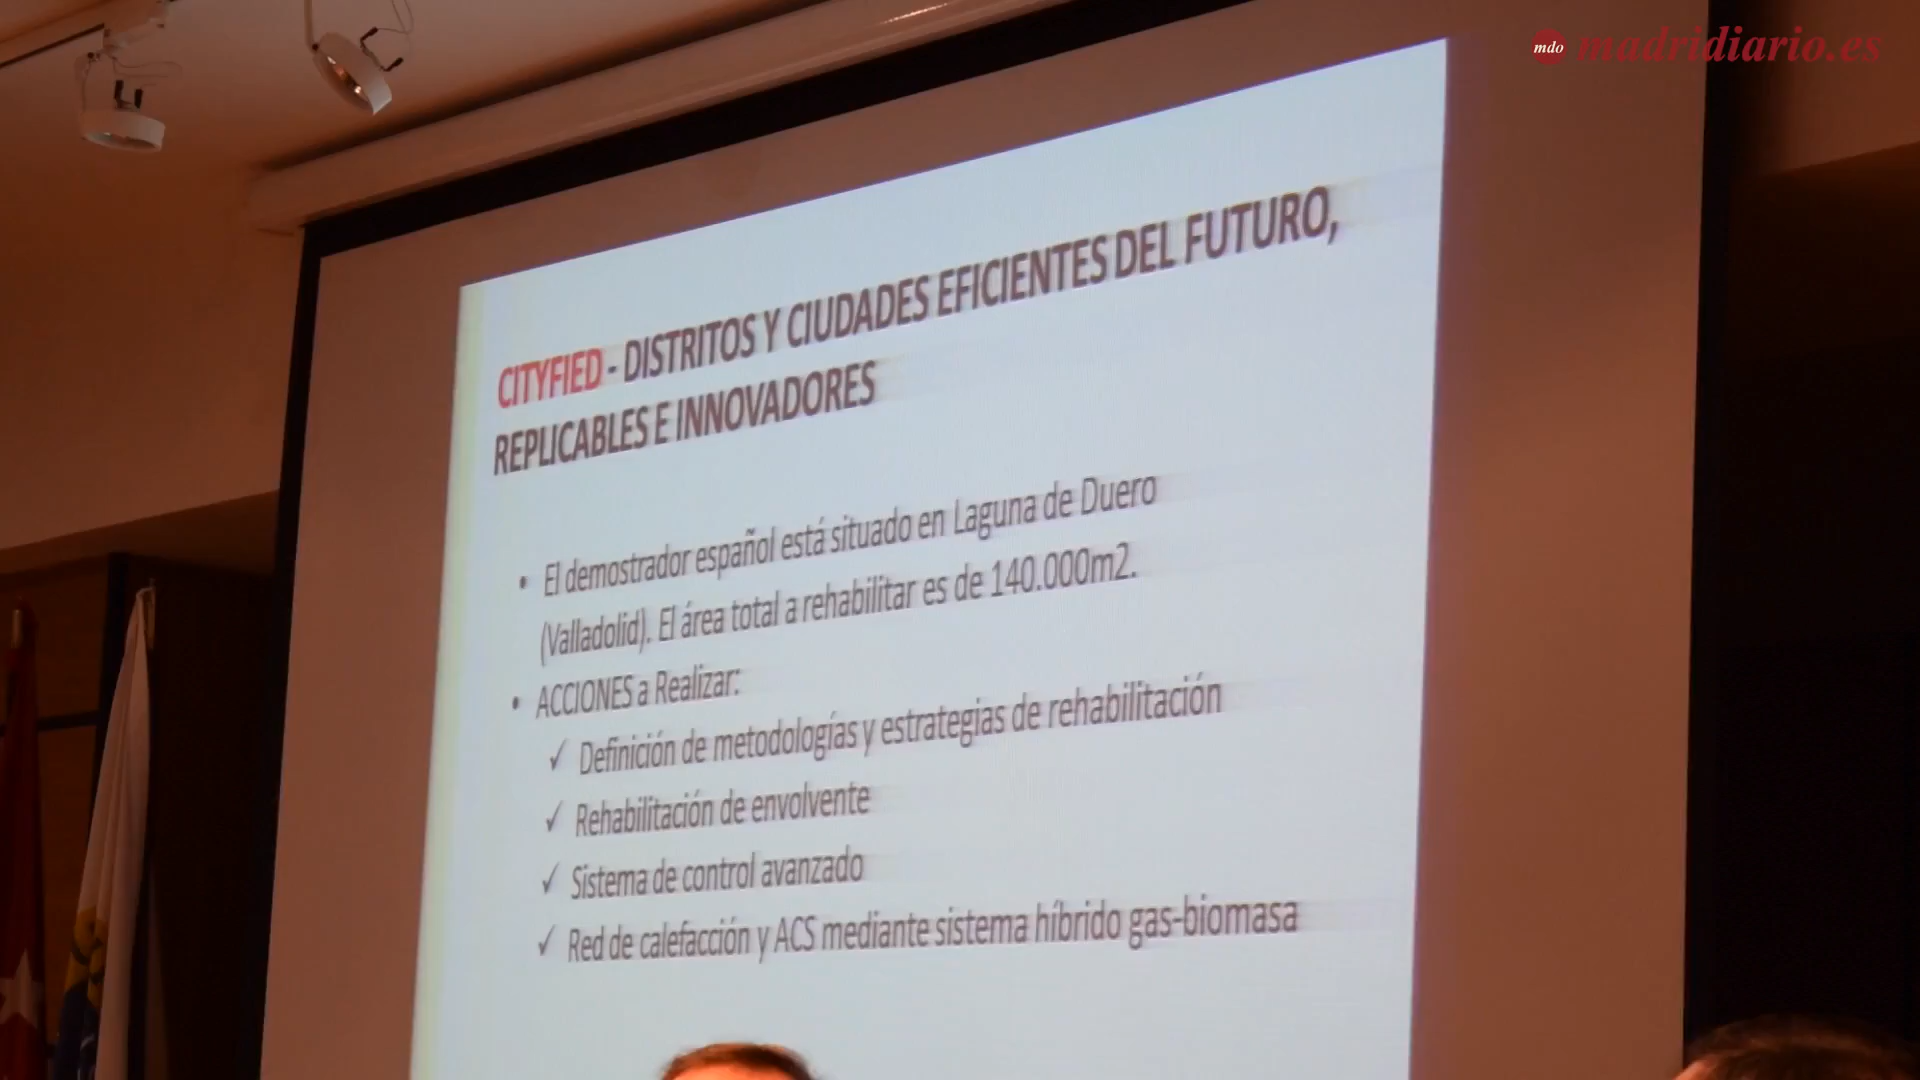 mdo madridiario.es
CITYFIED - DISTRITOS Y CIUDADES EFICIENTES DEL FUTURO,
REPLICABLES E INNOVADORES
• El demostrador español está situado en Laguna de Duero
(Valladolid). El área total a rehabilitar es de 140.000m2.
• ACCIONES a Realizar:
✓ Definición de metodologías y estrategias de rehabilitación
✓ Rehabilitación de envolvente
✓ Sistema de control avanzado
✓ Red de calefacción y ACS mediante sistema híbrido gas-biomasa